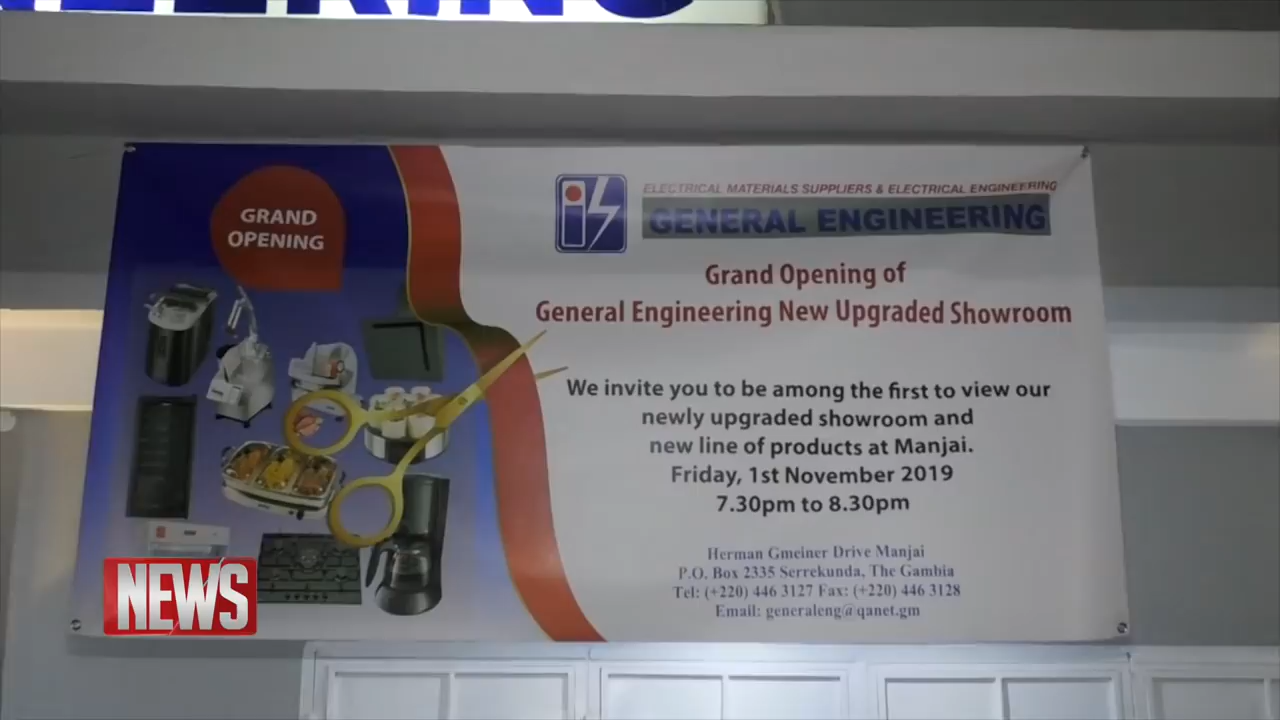 GRAND
OPENING
ELECTRICAL MATERIALS SUPPLIERS & ELECTRICAL ENGINEERING
GENERAL ENGINEERING
Grand Opening of
General Engineering New Upgraded Showroom
We invite you to be among the first to view our
newly upgraded showroom and
new line of products at Manjai.
Friday, 1st November 2019
7.30pm to 8.30pm
Herman Gmeiner Drive Manjai
P.O. Box 2335 Serrekunda, The Gambia
Tel: (+220) 446 3127 Fax: (+220) 446 3128
Email: generaleng@qanet.gm
NEWS